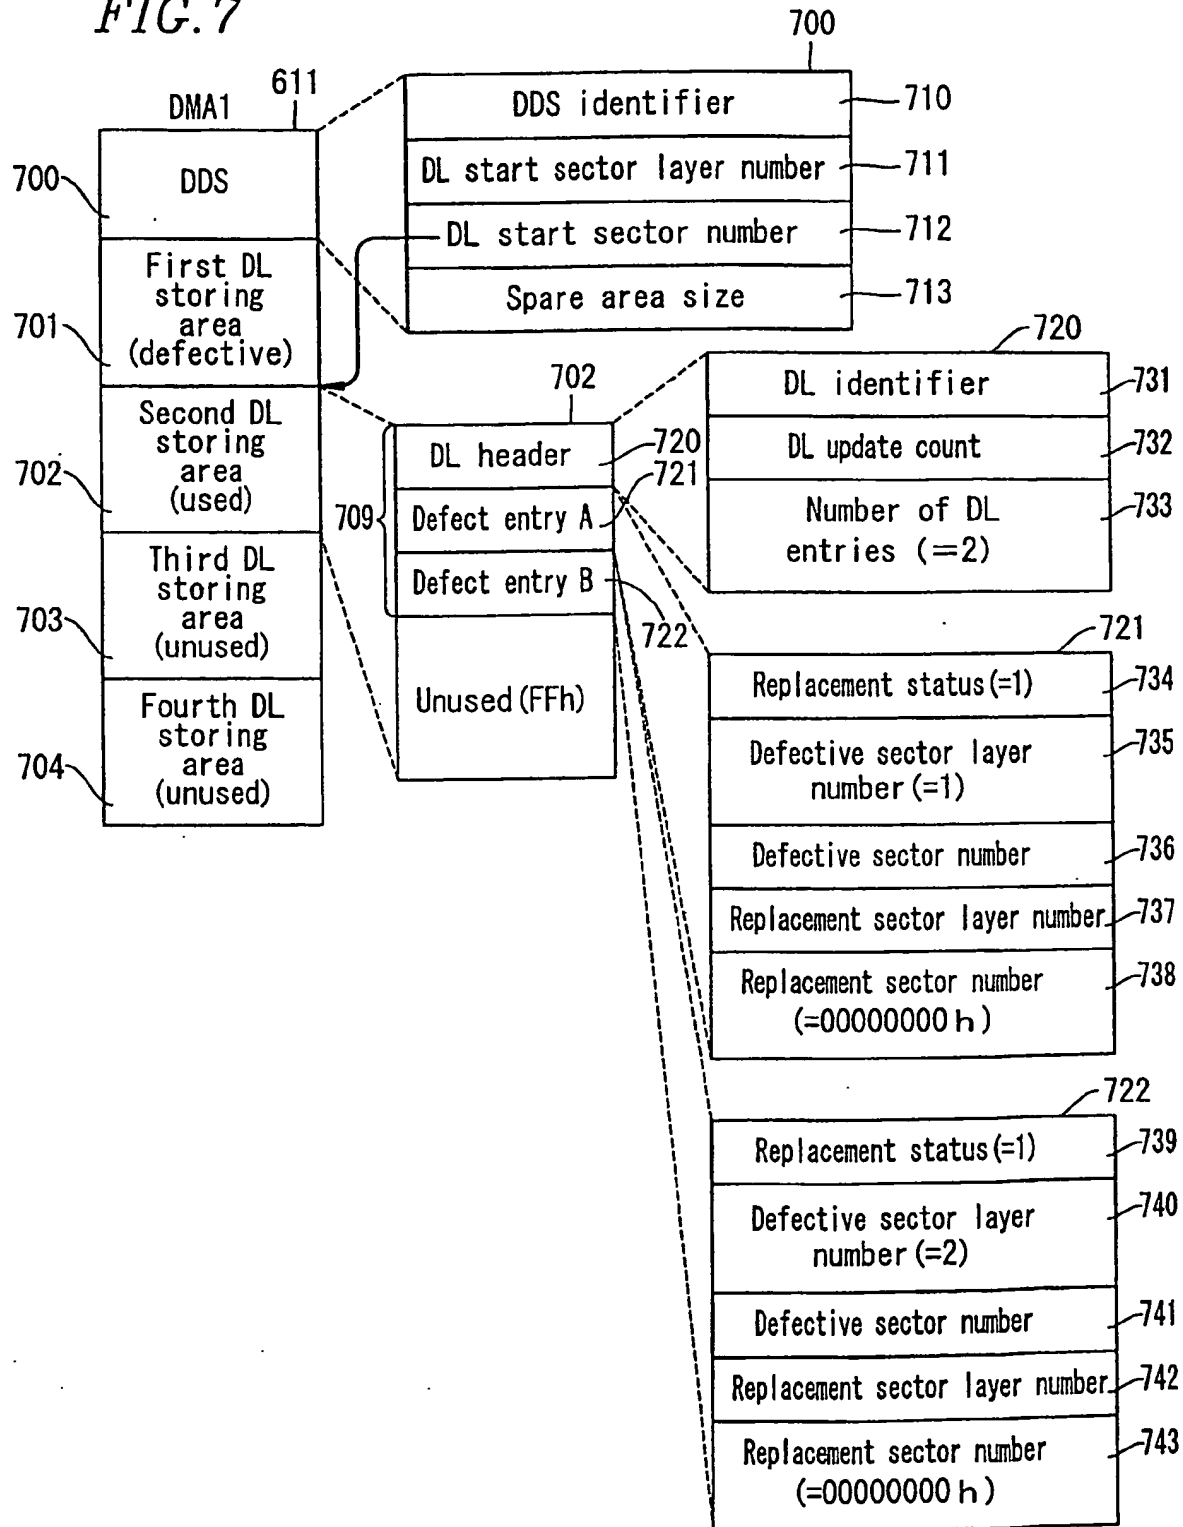 FIG. 7
DMA1
611
700
DDS
First DL
storing
area
(defective)
701
Second DL
storing
area
(used)
702
Third DL
storing
area
(unused)
703
Fourth DL
storing
area
(unused)
704
700
DDS identifier
710
DL start sector layer number
711
DL start sector number
712
Spare area size
713
702
709
DL header
720
Defect entry A
721
Defect entry B
722
Unused (FFh)
720
DL identifier
731
DL update count
732
Number of DL
entries (=2)
733
721
Replacement status (=1)
734
Defective sector layer
number (=1)
735
Defective sector number
736
Replacement sector layer number
737
Replacement sector number
(=00000000 h)
738
722
Replacement status (=1)
739
Defective sector layer
number (=2)
740
Defective sector number
741
Replacement sector layer number
742
Replacement sector number
(=00000000 h)
743